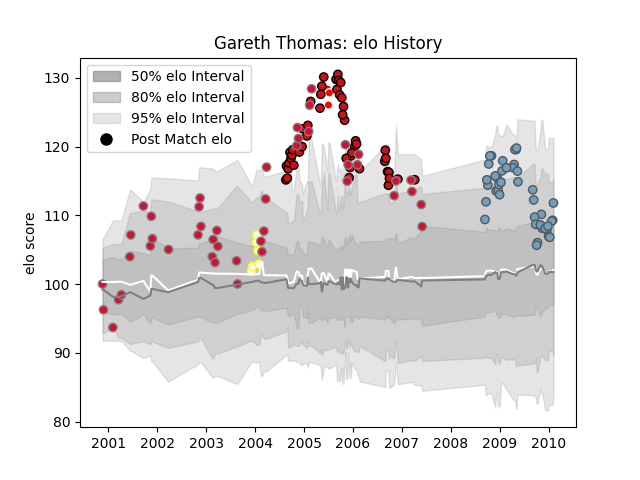 Gareth Thomas: elo History
50% elo Interval
80% elo Interval
95% elo Interval
Post Match elo
elo score
130
120
110
100
90
80
2001 2002 2003 2004 2005 2006 2007 2008 2009 2010